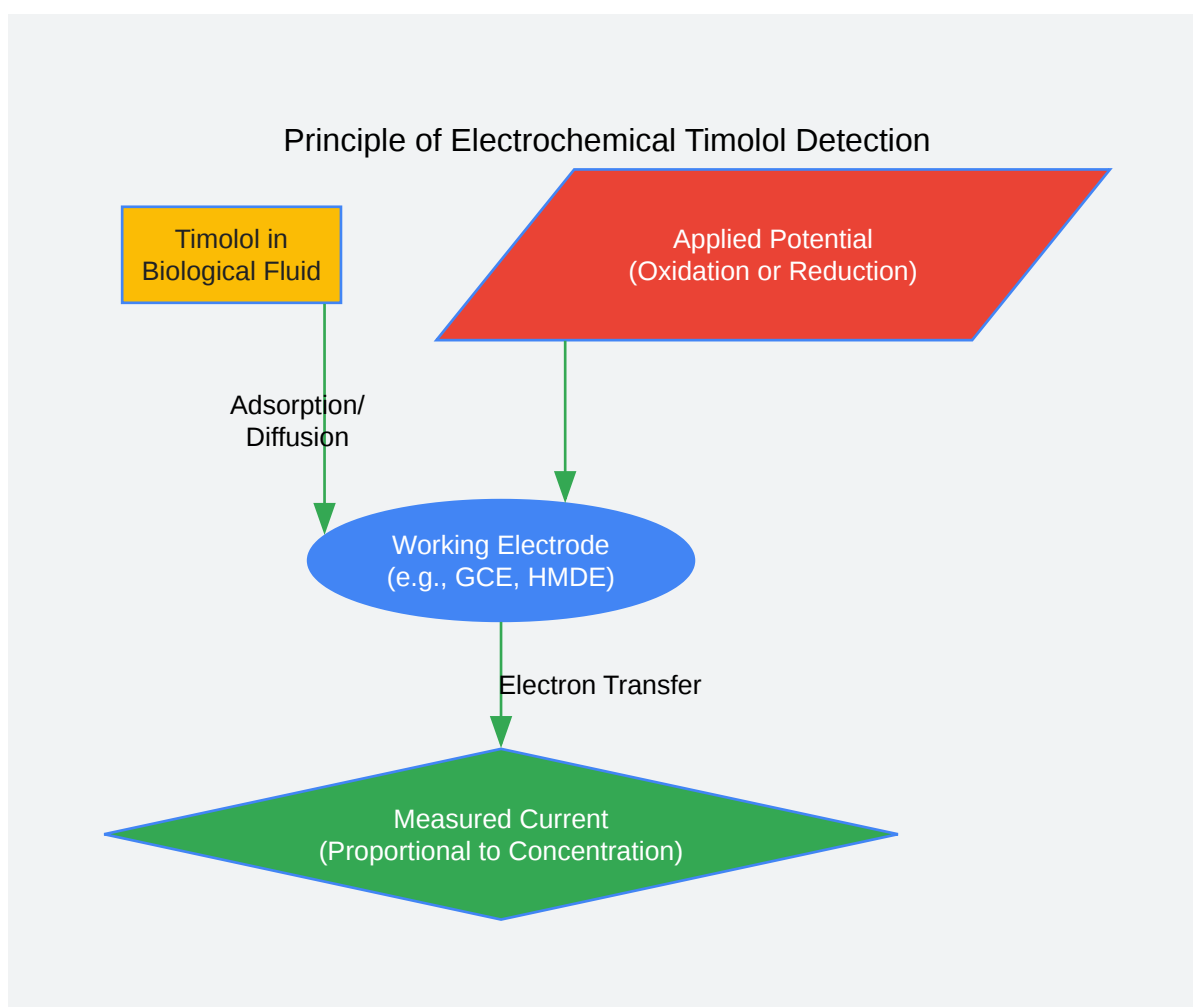 Principle of Electrochemical Timolol Detection
Timolol in
Biological Fluid
Applied Potential
(Oxidation or Reduction)
Adsorption/
Diffusion
Working Electrode
(e.g., GCE, HMDE)
Electron Transfer
Measured Current
(Proportional to Concentration)